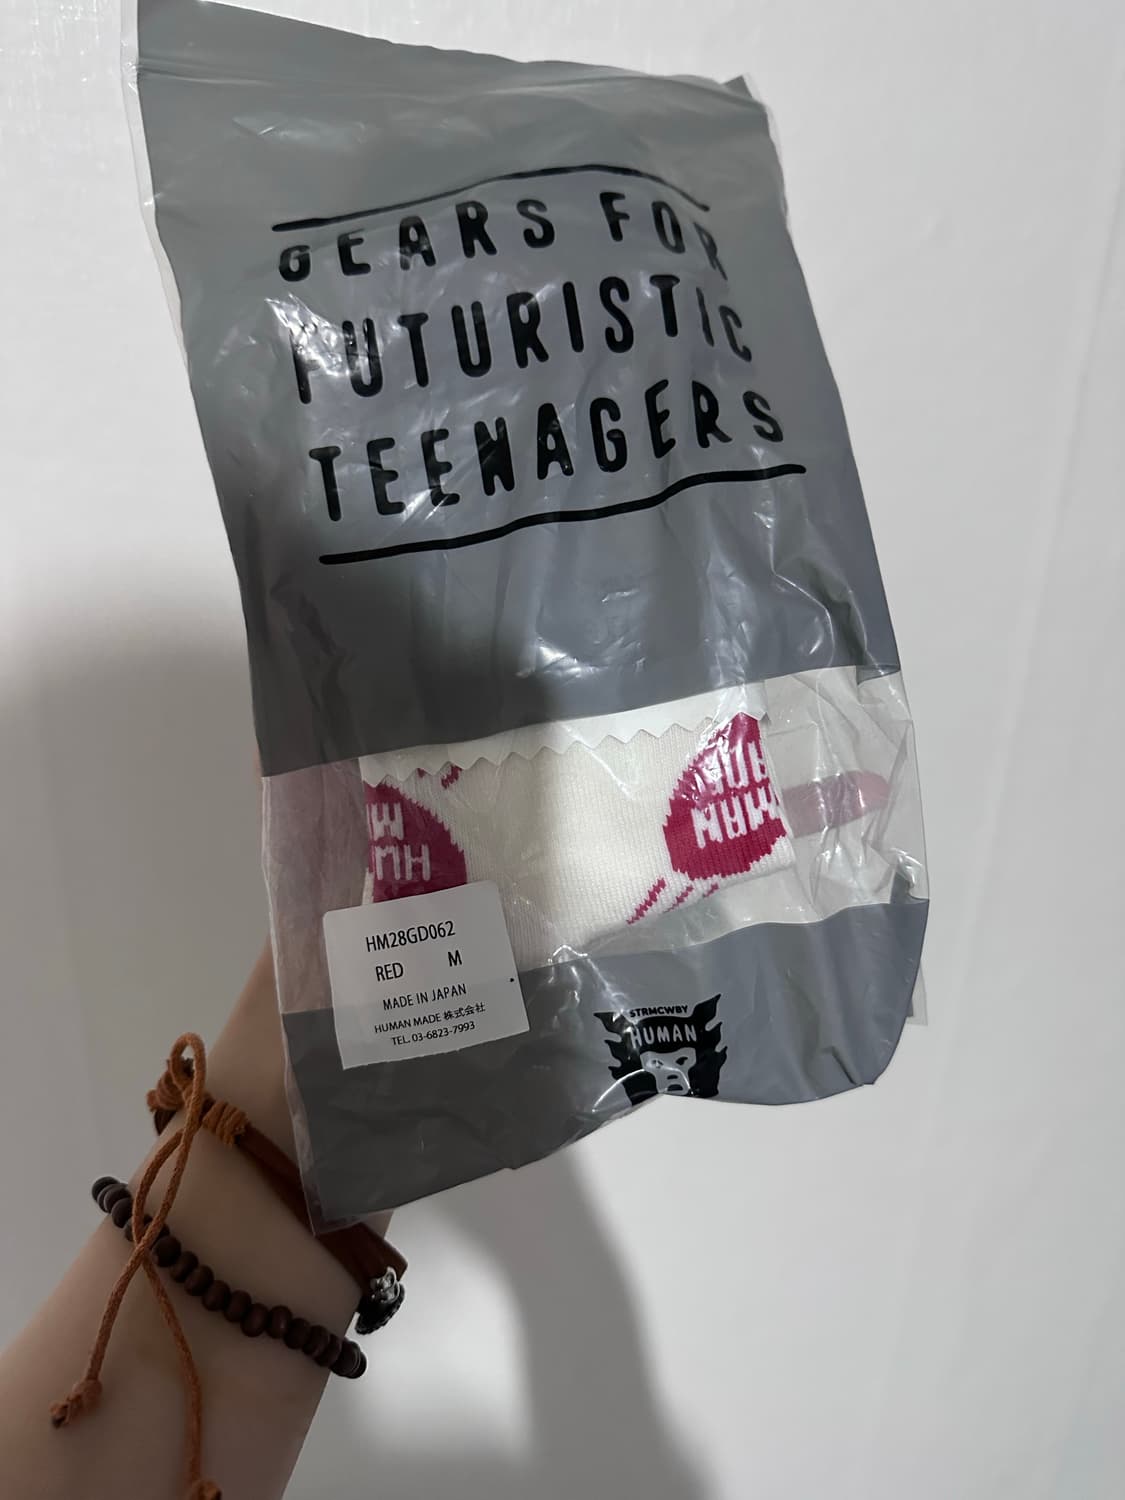 GEARS FOR
FUTURISTIC
TEENAGERS
HUMAN
HM28GD062
RED M
MADE IN JAPAN
HUMAN MADE 株式会社
TEL. 03-6823-7993
STRMCWBY
HUMAN